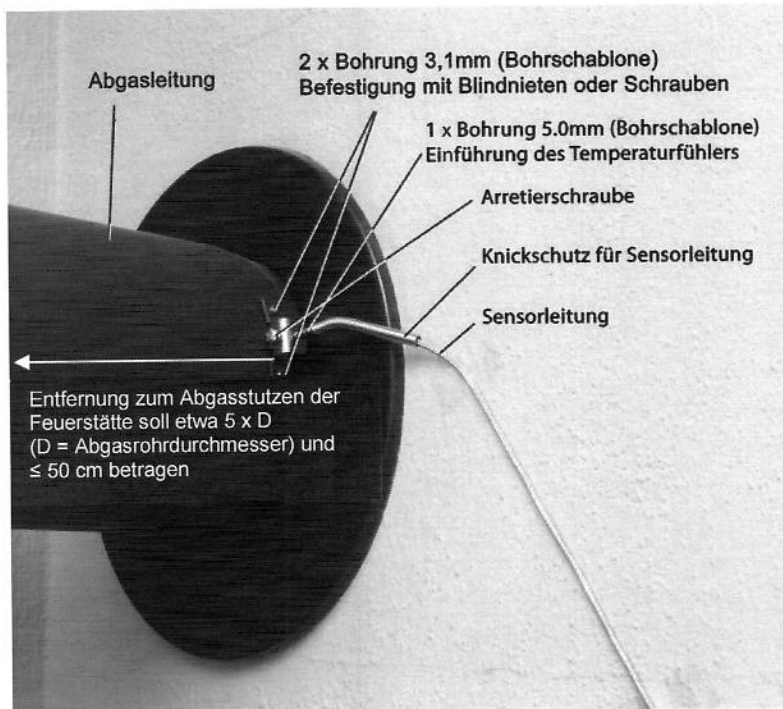 Abgasleitung
2 x Bohrung 3,1mm (Bohrschablone)
Befestigung mit Blindnieten oder Schrauben
1 x Bohrung 5.0mm (Bohrschablone)
Einführung des Temperaturfühlers
Arretierschraube
Knickschutz für Sensorleitung
Sensorleitung
Entfernung zum Abgasstutzen der
Feuerstätte soll etwa 5 x D
(D = Abgasrohrdurchmesser) und
≤ 50 cm betragen